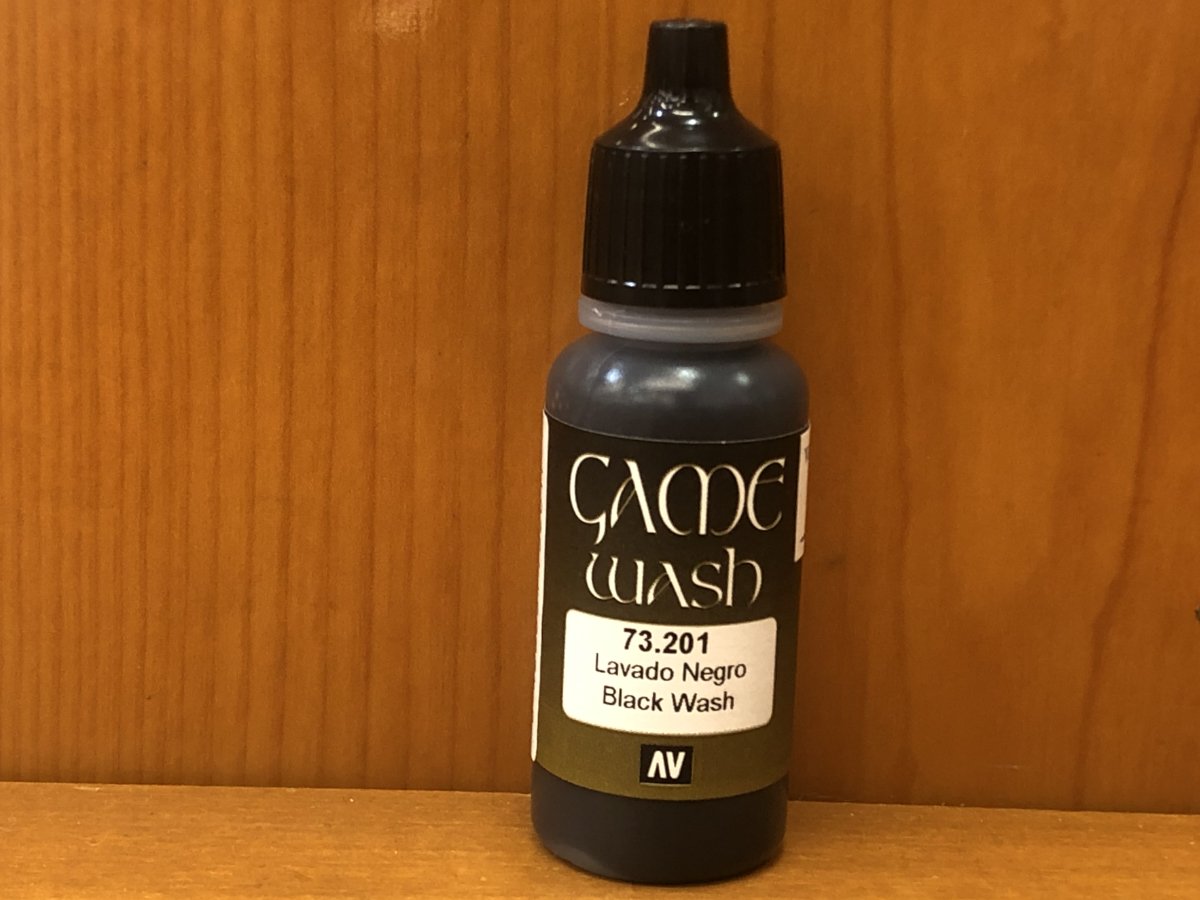 GAME
wash
73.201
Lavado Negro
Black Wash
AV